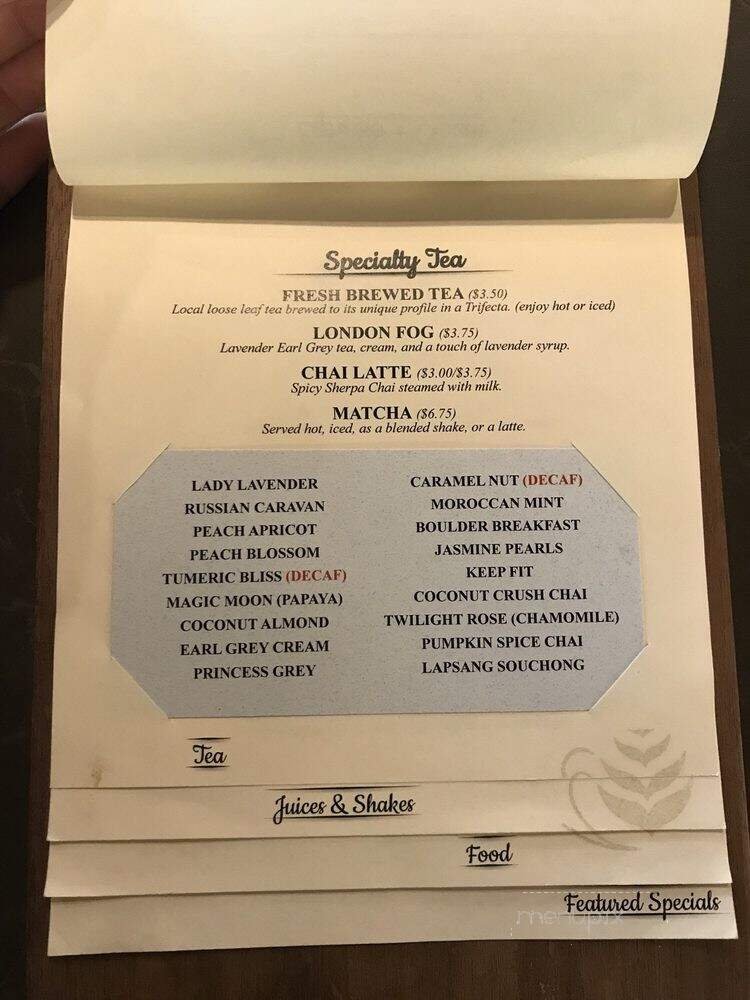 Specialty Tea
FRESH BREWED TEA ($3.50)
Local loose leaf tea brewed to its unique profile in a Trifecta. (enjoy hot or iced)
LONDON FOG ($3.75)
Lavender Earl Grey tea, cream, and a touch of lavender syrup.
CHAI LATTE ($3.00/$3.75)
Spicy Sherpa Chai steamed with milk.
MATCHA ($6.75)
Served hot, iced, as a blended shake, or a latte.
LADY LAVENDER
RUSSIAN CARAVAN
PEACH APRICOT
PEACH BLOSSOM
TUMERIC BLISS (DECAF)
MAGIC MOON (PAPAYA)
COCONUT ALMOND
EARL GREY CREAM
PRINCESS GREY
CARAMEL NUT (DECAF)
MOROCCAN MINT
BOULDER BREAKFAST
JASMINE PEARLS
KEEP FIT
COCONUT CRUSH CHAI
TWILIGHT ROSE (CHAMOMILE)
PUMPKIN SPICE CHAI
LAPSANG SOUCHONG
Tea
Juices & Shakes
Food
Featured Specials
menupix